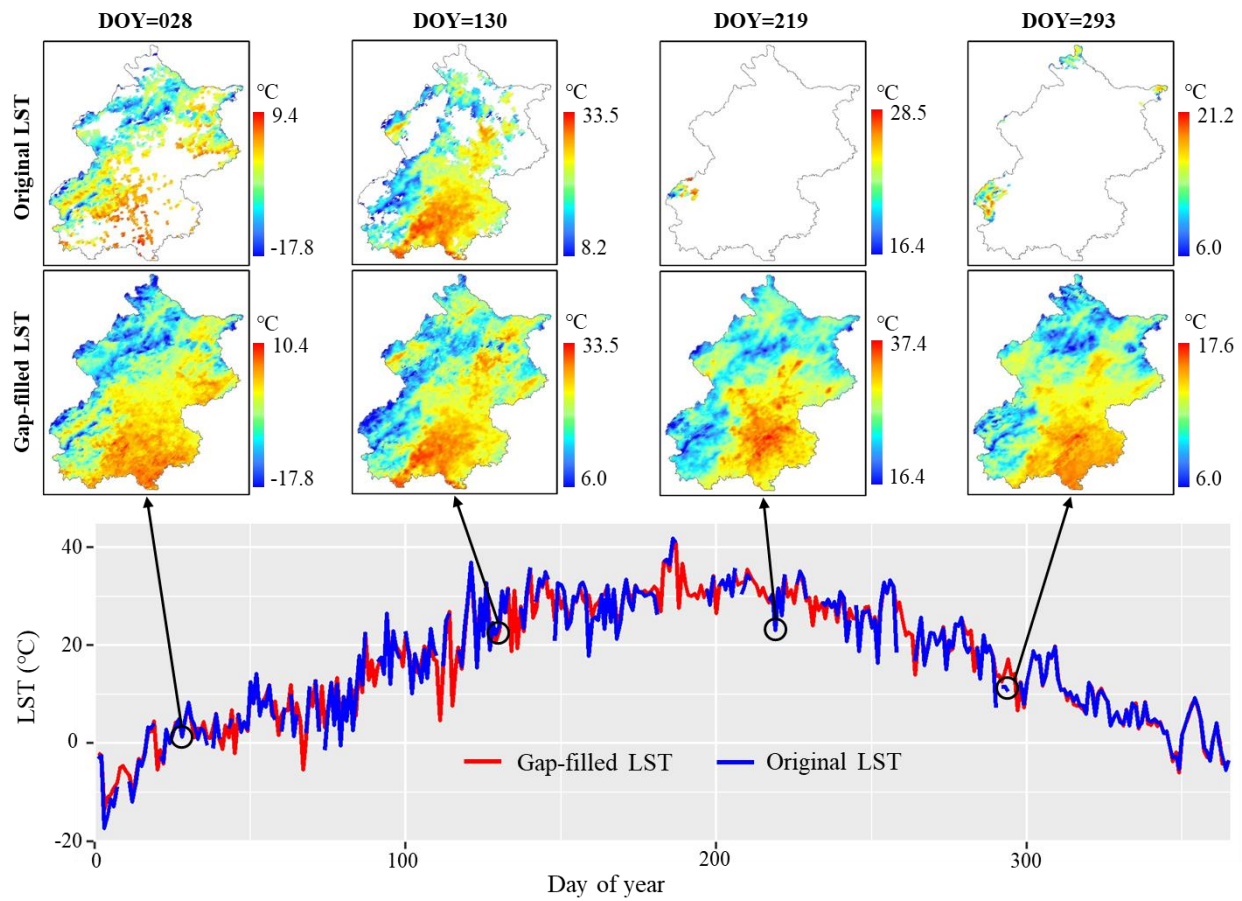 DOY=028
DOY=130
DOY=219
DOY=293
Original LST
°C
9.4
-17.8
°C
33.5
8.2
°C
28.5
16.4
°C
21.2
6.0
Gap-filled LST
°C
10.4
-17.8
°C
33.5
6.0
°C
37.4
16.4
°C
17.6
6.0
LST (°C)
40
20
0
-20
Gap-filled LST
Original LST
0
100
200
300
Day of year